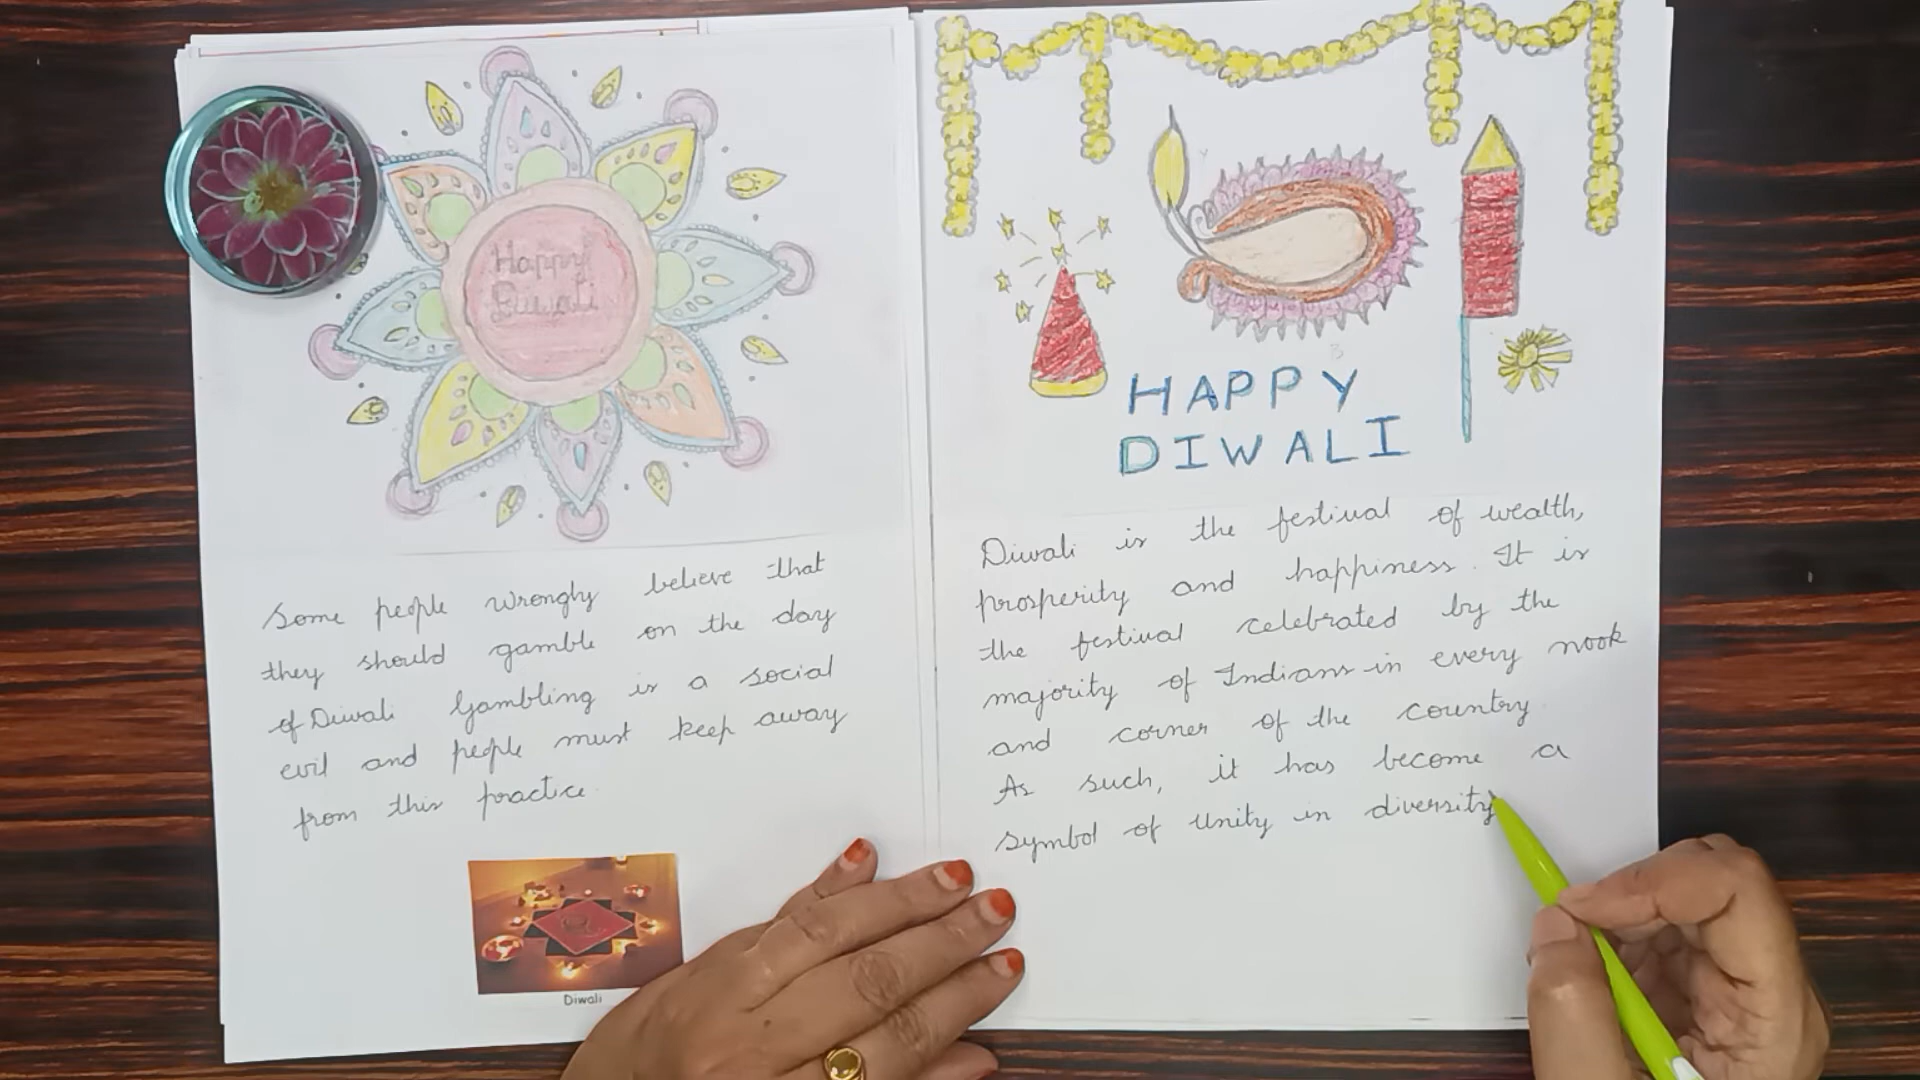 Happy
Diwali
Some people wrongly believe that
they should gamble on the day
of Diwali Gambling is a social
evil and people must keep away
from this practice.
Diwali
HAPPY
DIWALI
Diwali is the festival of wealth,
prosperity and happiness. It is
the festival celebrated by the
majority of Indians in every nook
and corner of the country.
As such, it has become a
symbol of unity in diversity